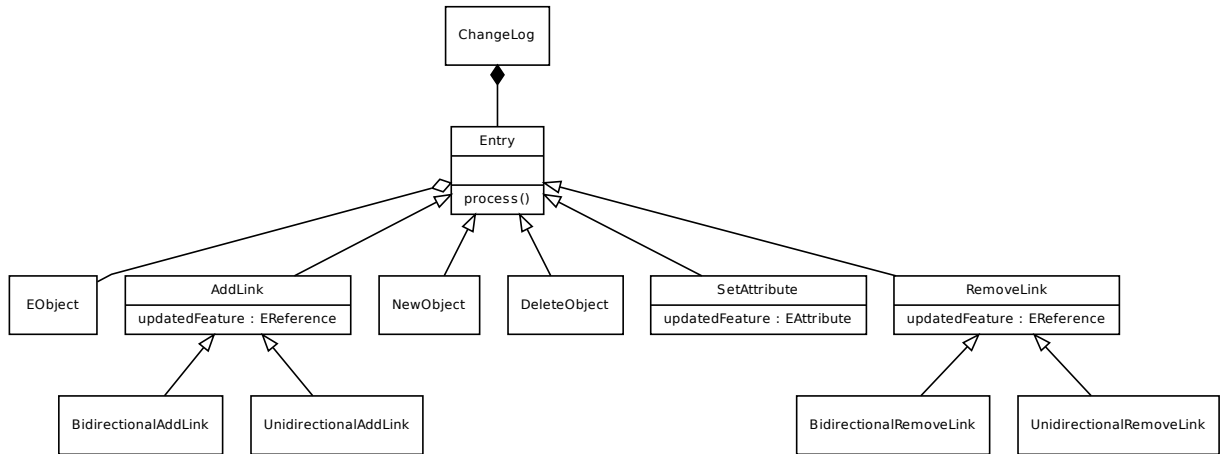 ChangeLog
Entry
process()
EObject
AddLink
updatedFeature : EReference
NewObject
DeleteObject
SetAttribute
updatedFeature : EAttribute
RemoveLink
updatedFeature : EReference
BidirectionalAddLink
UnidirectionalAddLink
BidirectionalRemoveLink
UnidirectionalRemoveLink